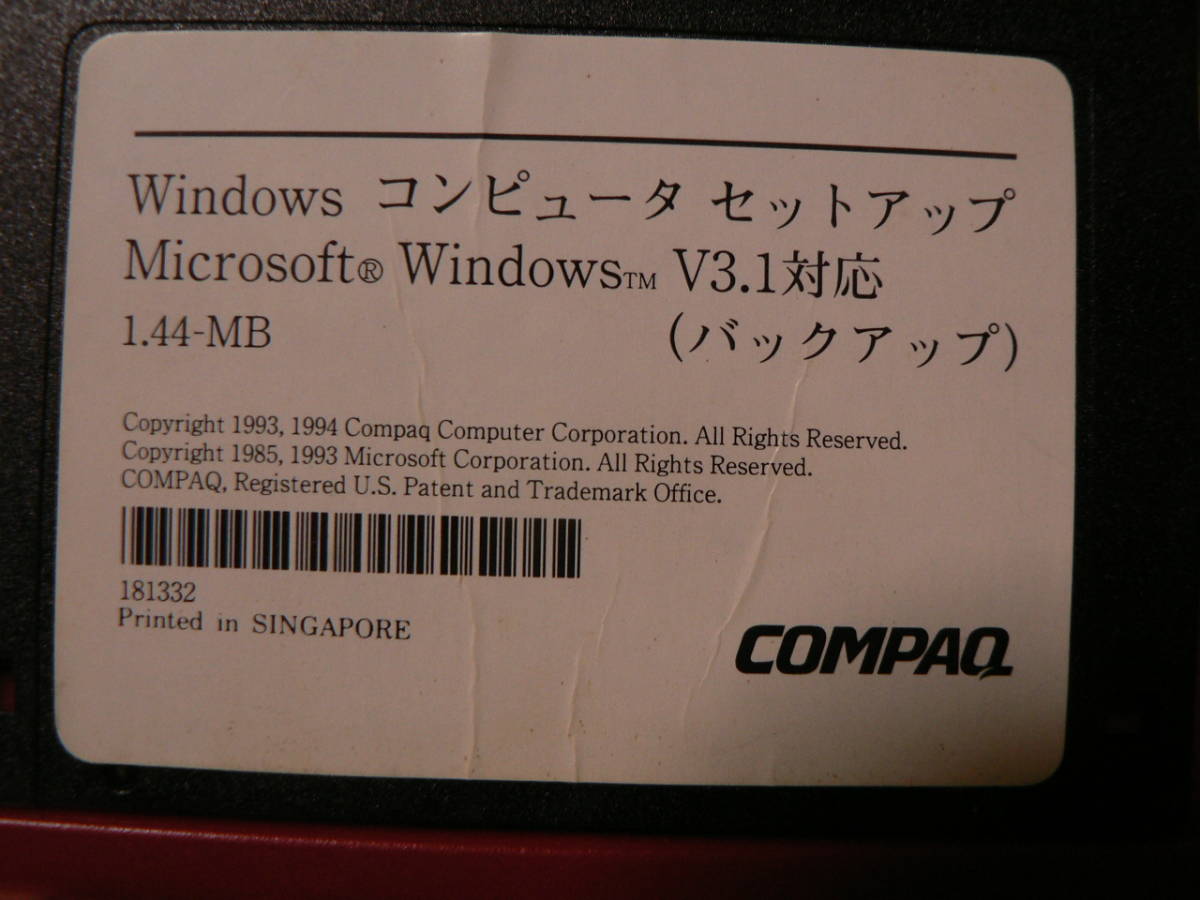 Windows コンピュータ セットアップ
Microsoft® Windows™ V3.1対応
1.44-MB (バックアップ)
Copyright 1993, 1994 Compaq Computer Corporation. All Rights Reserved.
Copyright 1985, 1993 Microsoft Corporation. All Rights Reserved.
COMPAQ, Registered U.S. Patent and Trademark Office.
181332
Printed in SINGAPORE
COMPAQ